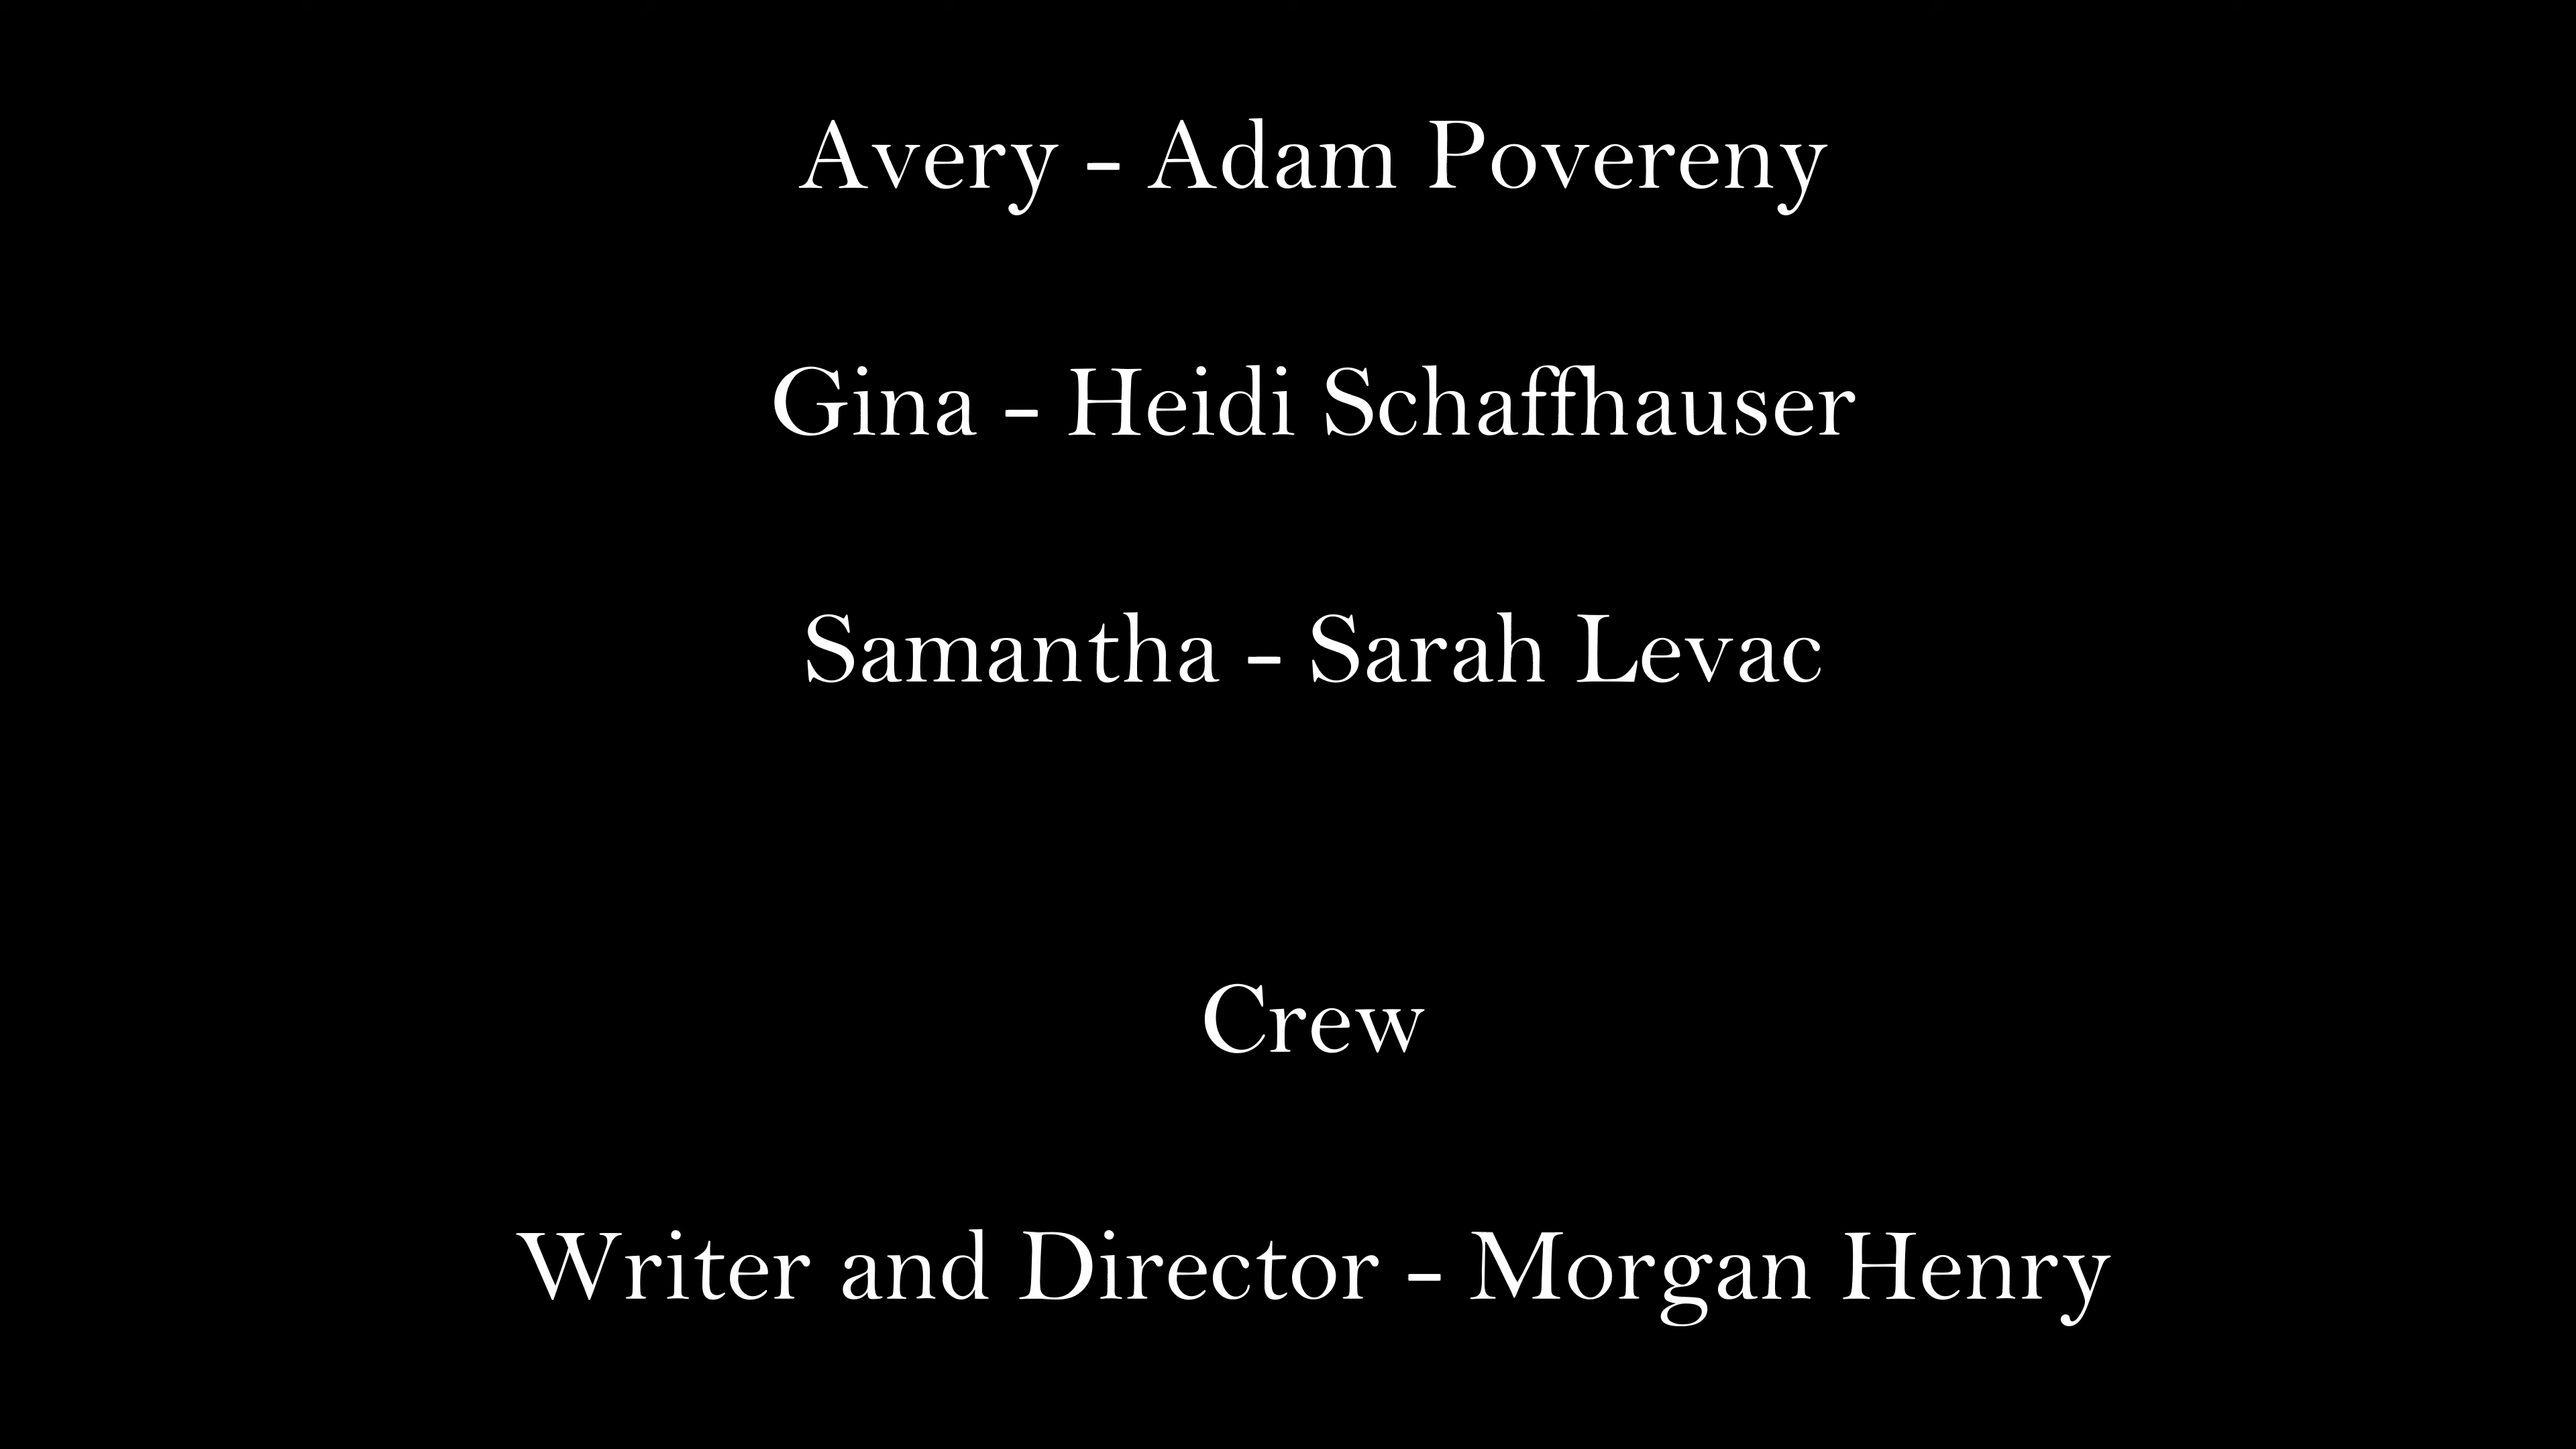 Avery - Adam Povereny
Gina - Heidi Schaffhauser
Samantha - Sarah Levac
Crew
Writer and Director - Morgan Henry